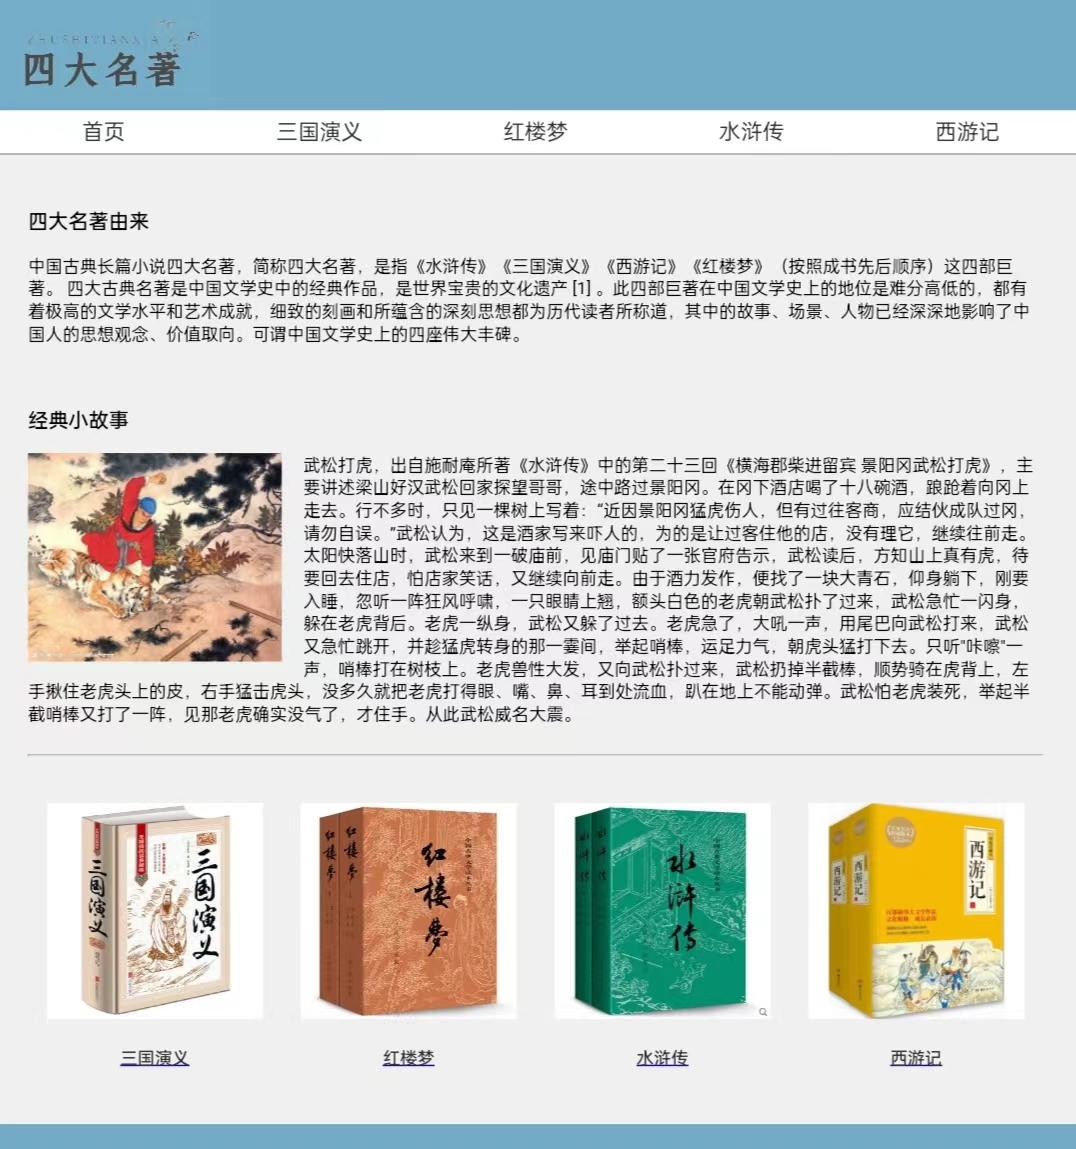 ZHUSHITIANXIA
四大名著
首页 三国演义 红楼梦 水浒传 西游记
四大名著由来
中国古典长篇小说四大名著，简称四大名著，是指《水浒传》《三国演义》《西游记》《红楼梦》（按照成书先后顺序）这四部巨
著。 四大古典名著是中国文学史中的经典作品，是世界宝贵的文化遗产 [1] 。此四部巨著在中国文学史上的地位是难分高低的，都有
着极高的文学水平和艺术成就，细致的刻画和所蕴含的深刻思想都为历代读者所称道，其中的故事、场景、人物已经深深地影响了中
国人的思想观念、价值取向。可谓中国文学史上的四座伟大丰碑。
经典小故事
武松打虎，出自施耐庵所著《水浒传》中的第二十三回《横海郡柴进留宾 景阳冈武松打虎》，主
要讲述梁山好汉武松回家探望哥哥，途中路过景阳冈。在冈下酒店喝了十八碗酒，踉跄着向冈上
走去。行不多时，只见一棵树上写着：“近因景阳冈猛虎伤人，但有过往客商，应结伙成队过冈，
请勿自误。”武松认为，这是酒家写来吓人的，为的是让过客住他的店，没有理它，继续往前走。
太阳快落山时，武松来到一破庙前，见庙门贴了一张官府告示，武松读后，方知山上真有虎，待
要回去住店，怕店家笑话，又继续向前走。由于酒力发作，便找了一块大青石，仰身躺下，刚要
入睡，忽听一阵狂风呼啸，一只眼睛上翘，额头白色的老虎朝武松扑了过来，武松急忙一闪身，
躲在老虎背后。老虎一纵身，武松又躲了过去。老虎急了，大吼一声，用尾巴向武松打来，武松
又急忙跳开，并趁猛虎转身的那一霎间，举起哨棒，运足力气，朝虎头猛打下去。只听"咔嚓"一
声，哨棒打在树枝上。老虎兽性大发，又向武松扑过来，武松扔掉半截棒，顺势骑在虎背上，左
手揪住老虎头上的皮，右手猛击虎头，没多久就把老虎打得眼、嘴、鼻、耳到处流血，趴在地上不能动弹。武松怕老虎装死，举起半
截哨棒又打了一阵，见那老虎确实没气了，才住手。从此武松威名大震。
三国演义
三国演义
红楼梦
红楼梦
红楼夢
水浒传
水浒传
水浒传
西游记
西游记
西游记
三国演义 红楼梦 水浒传 西游记